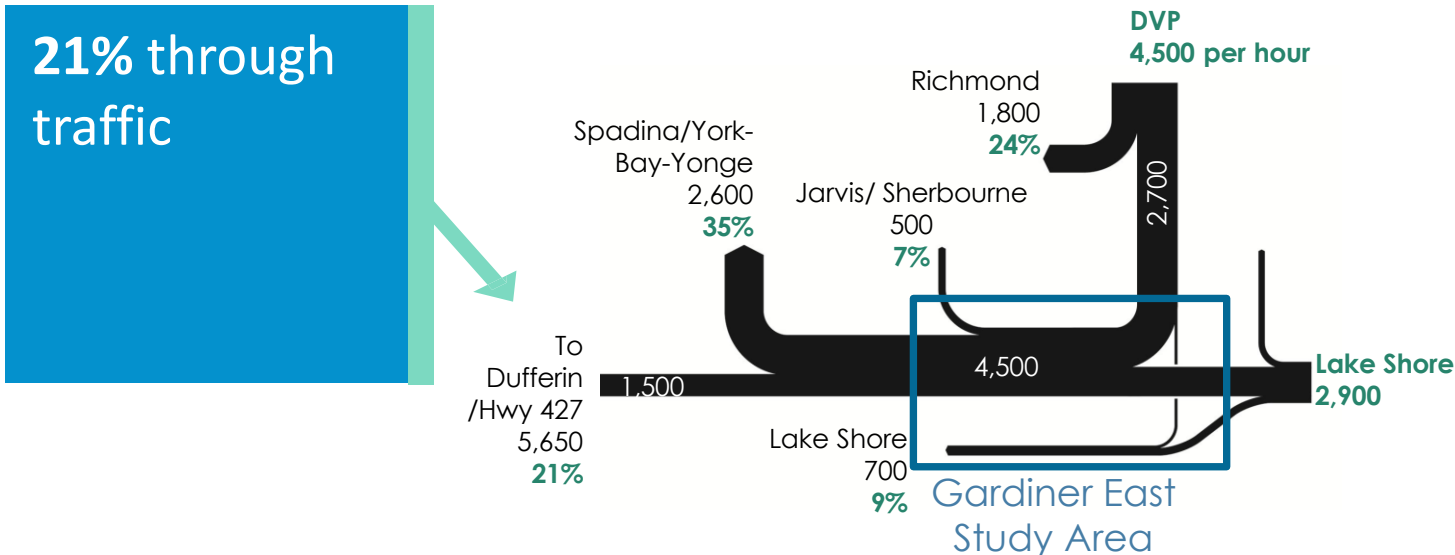 21% through
traffic
DVP
4,500 per hour
Richmond
1,800
24%
Spadina/York-
Bay-Yonge
2,600
35%
Jarvis/ Sherbourne
500
7%
2,700
To
Dufferin
/Hwy 427
5,650
21%
1,500
4,500
Lake Shore
2,900
Lake Shore
700
9%
Gardiner East
Study Area